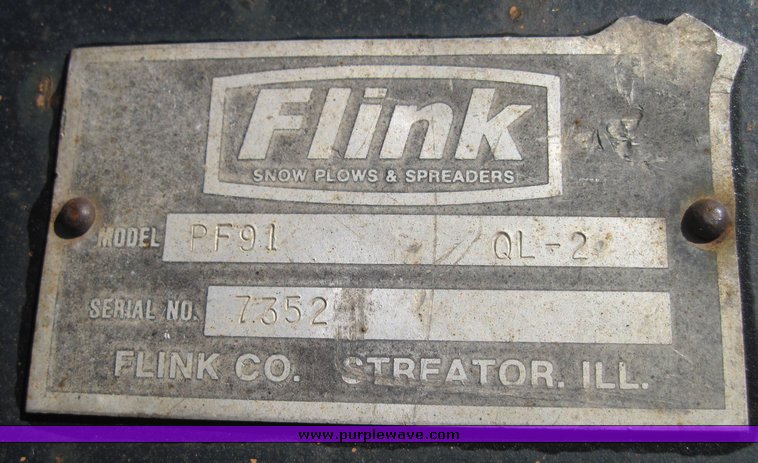 Flink
SNOW PLOWS & SPREADERS
MODEL PF91 QL-2
SERIAL NO. 7352
FLINK CO. STREATOR, ILL.
www.purplewave.com